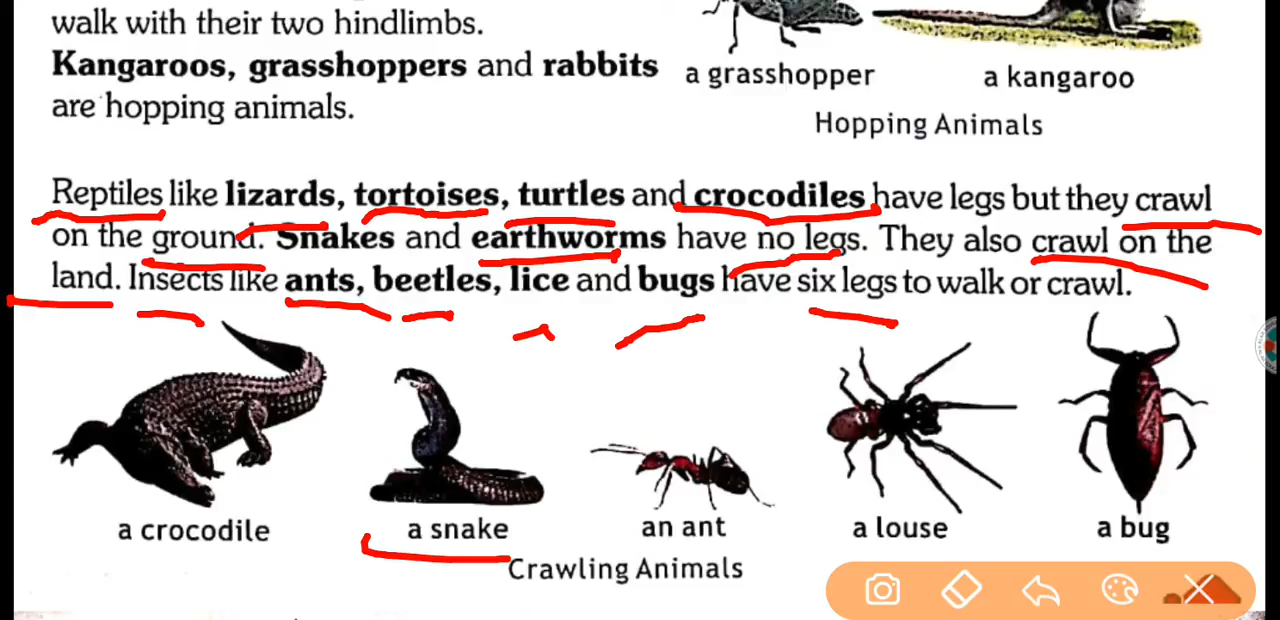 walk with their two hindlimbs.
Kangaroos, grasshoppers and rabbits
are hopping animals.
a grasshopper
a kangaroo
Hopping Animals
Reptiles like lizards, tortoises, turtles and crocodiles have legs but they crawl
on the ground. Snakes and earthworms have no legs. They also crawl on the
land. Insects like ants, beetles, lice and bugs have six legs to walk or crawl.
a crocodile
a snake
an ant
a louse
a bug
Crawling Animals